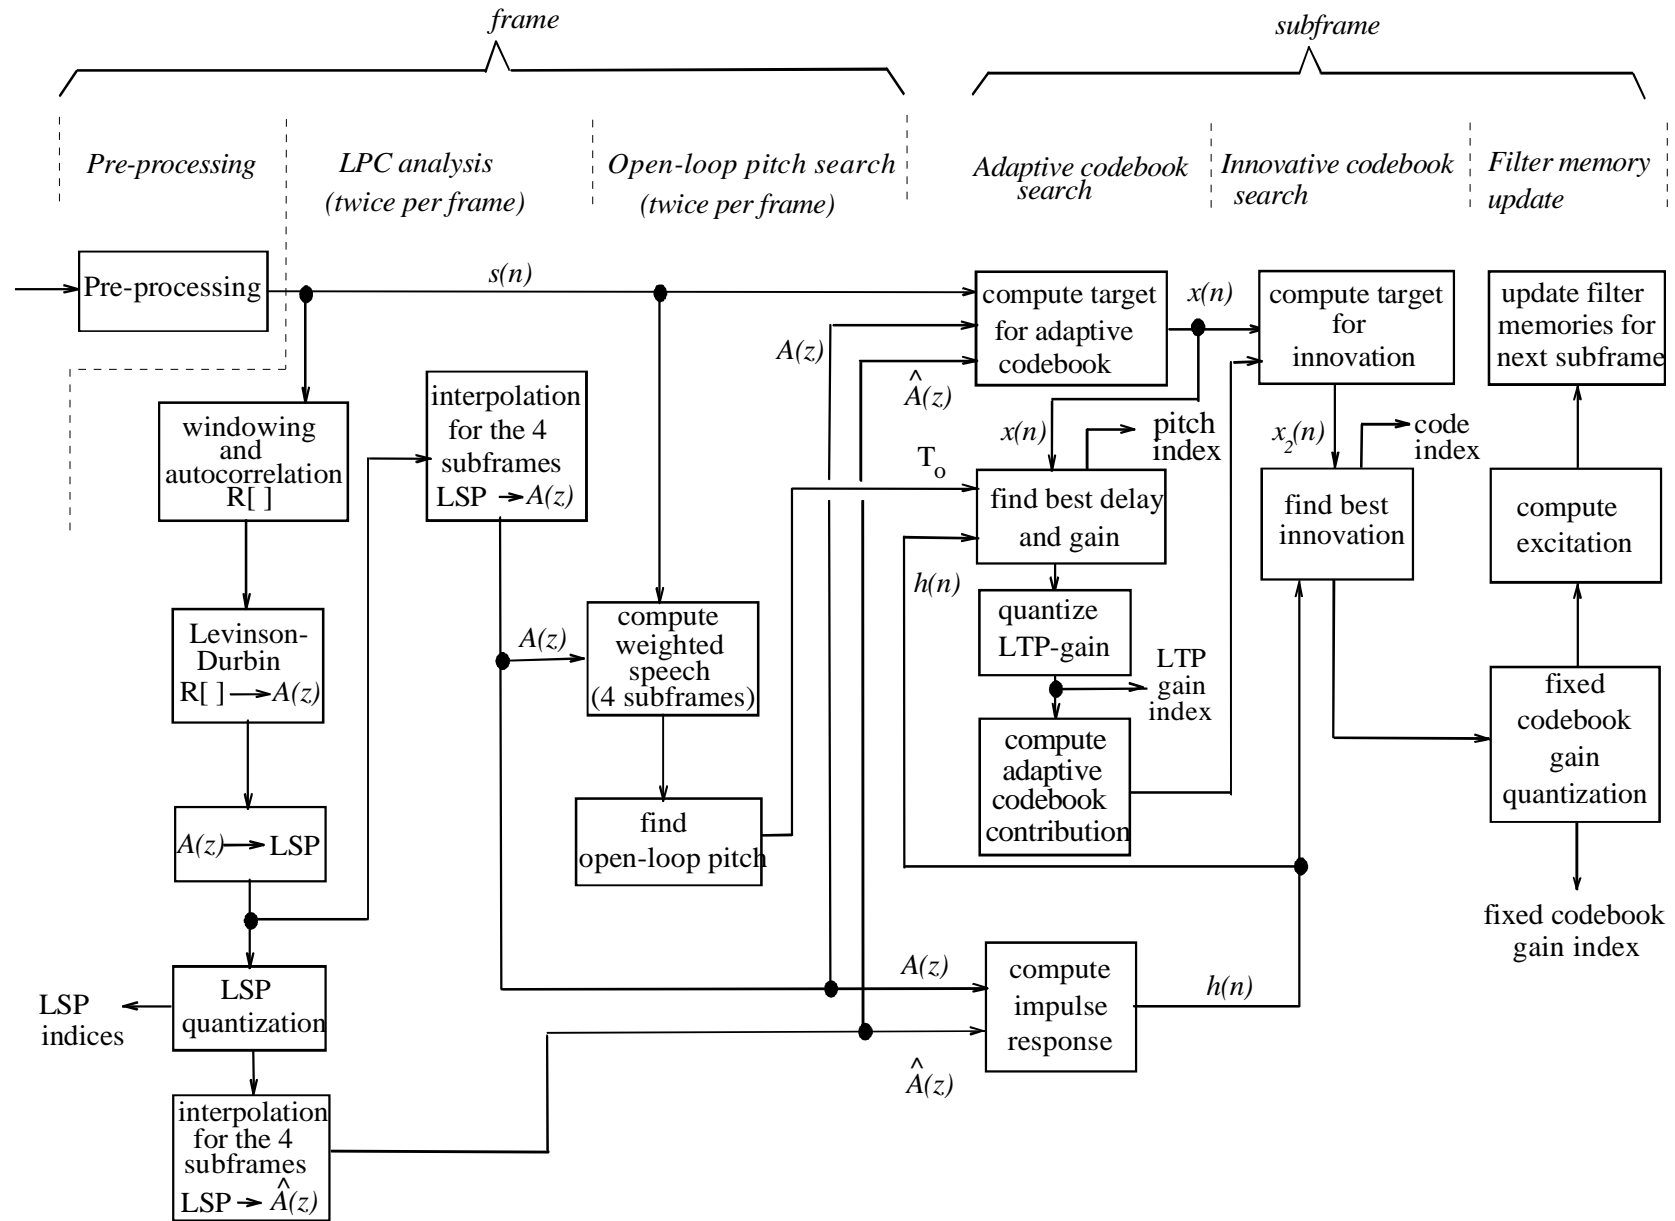 frame
subframe
Pre-processing
LPC analysis
(twice per frame)
Open-loop pitch search
(twice per frame)
Adaptive codebook
search
Innovative codebook
search
Filter memory
update
Pre-processing
s(n)
windowing
and
autocorrelation
R[ ]
Levinson-
Durbin
R[ ] → A(z)
A(z) → LSP
LSP
quantization
LSP
indices
interpolation
for the 4
subframes
LSP → Â(z)
interpolation
for the 4
subframes
LSP → A(z)
A(z)
compute
weighted
speech
(4 subframes)
find
open-loop pitch
A(z)
Â(z)
To
compute target
for adaptive
codebook
x(n)
x(n)
pitch
index
find best delay
and gain
h(n)
quantize
LTP-gain
LTP
gain
index
compute
adaptive
codebook
contribution
A(z)
Â(z)
compute
impulse
response
h(n)
compute target
for
innovation
x2(n)
code
index
find best
innovation
update filter
memories for
next subframe
compute
excitation
fixed
codebook
gain
quantization
fixed codebook
gain index